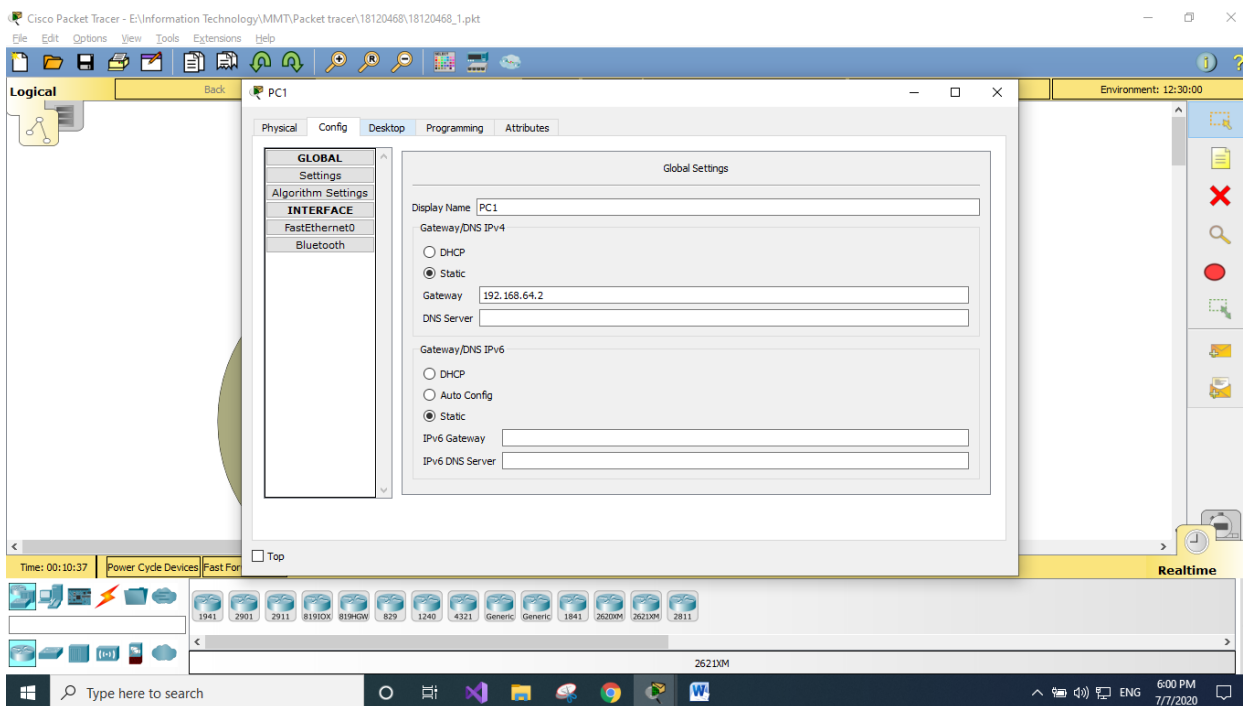 Cisco Packet Tracer - E:\Information Technology\MMT\Packet tracer\18120468\18120468_1.pkt
File Edit Options View Tools Extensions Help
Logical
Back
Environment: 12:30:00
PC1
Physical Config Desktop Programming Attributes
GLOBAL
Settings
Algorithm Settings
INTERFACE
FastEthernet0
Bluetooth
Global Settings
Display Name PC1
Gateway/DNS IPv4
DHCP
Static
Gateway 192.168.64.2
DNS Server
Gateway/DNS IPv6
DHCP
Auto Config
Static
IPv6 Gateway
IPv6 DNS Server
Top
Time: 00:10:37 Power Cycle Devices Fast For
Realtime
1941 2901 2911 819IOX 819HGW 829 1240 4321 Generic Generic 1841 2620XM 2621XM 2811
2621XM
Type here to search
ENG
6:00 PM
7/7/2020